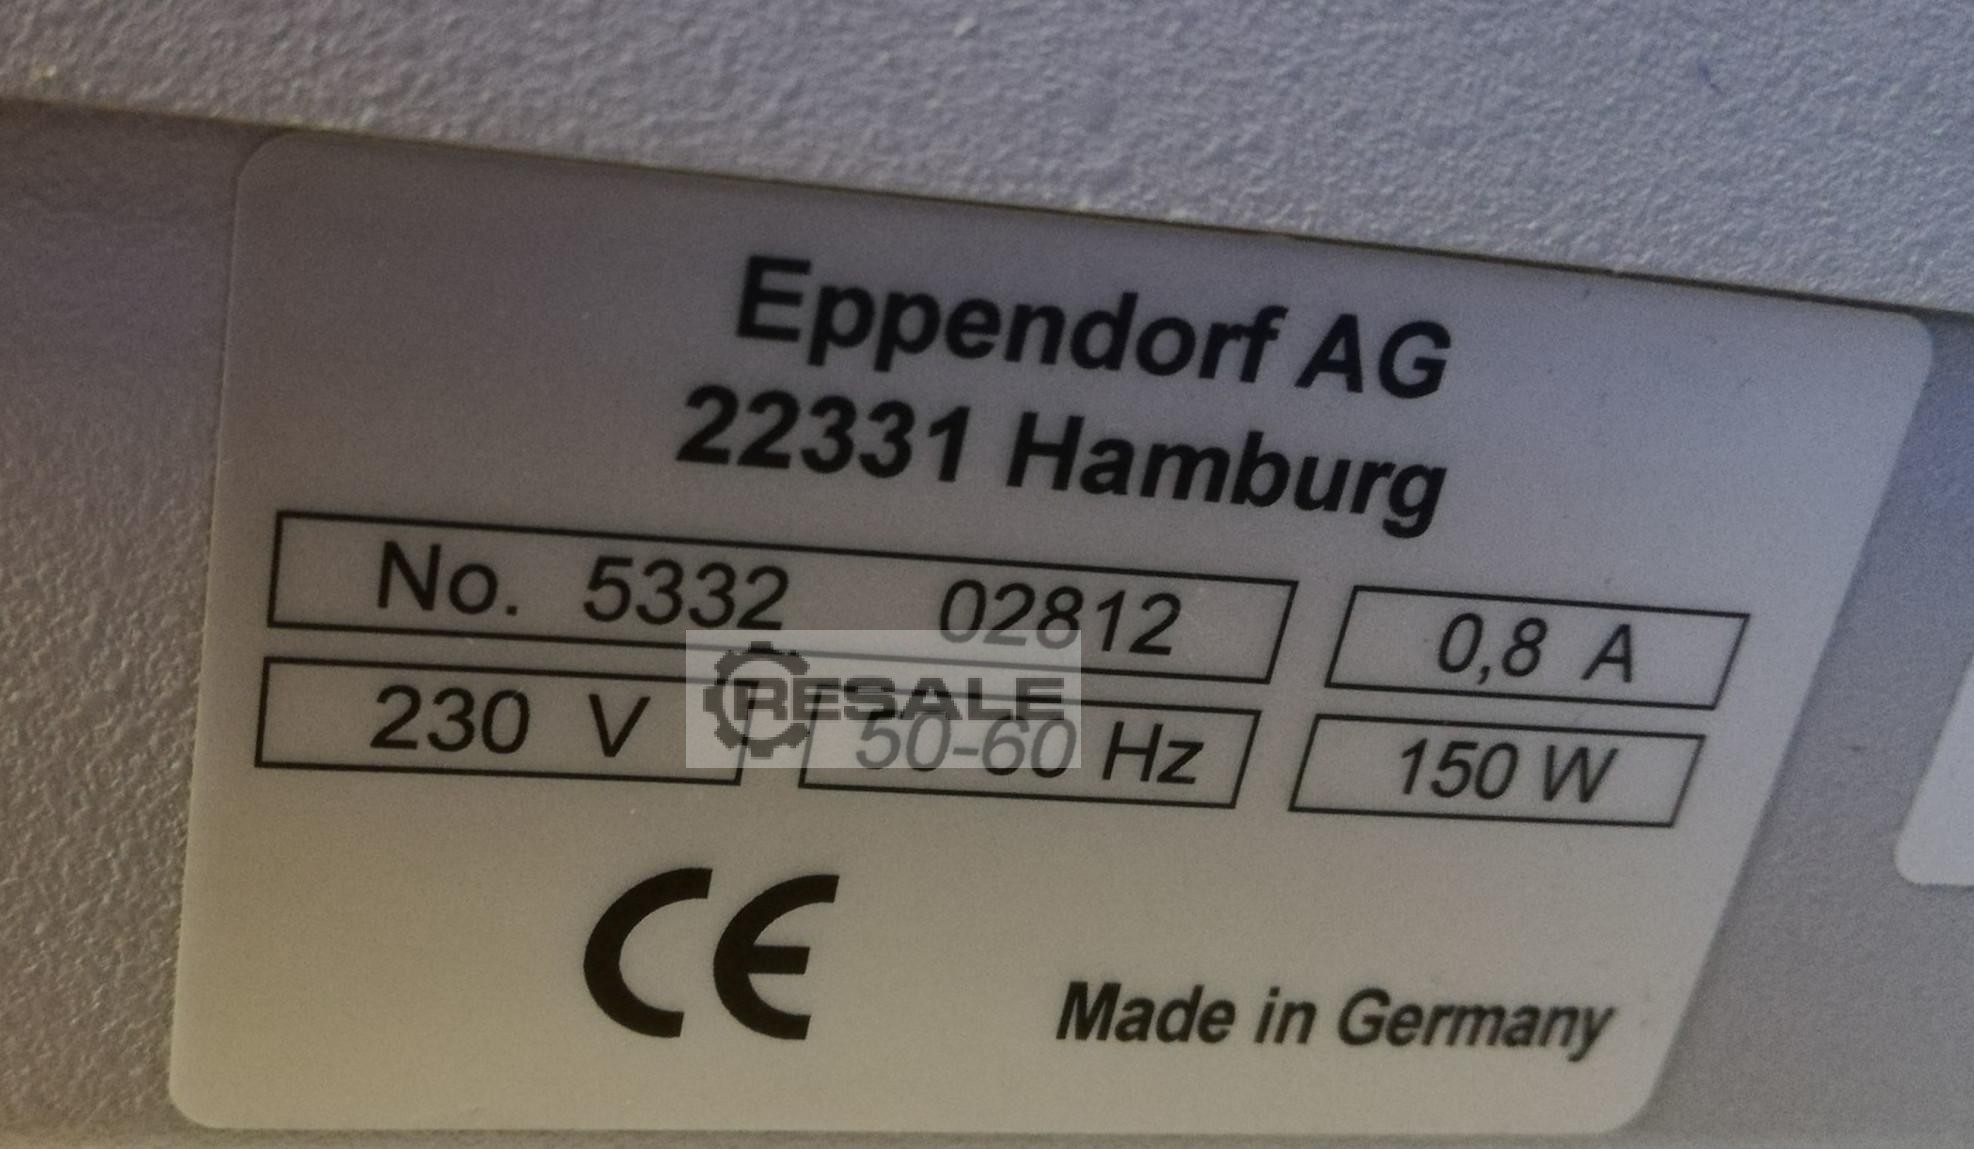 Eppendorf AG
22331 Hamburg
No. 5332 02812 0,8 A
230 V 50-60 Hz 150 W
RESALE
CE
Made in Germany